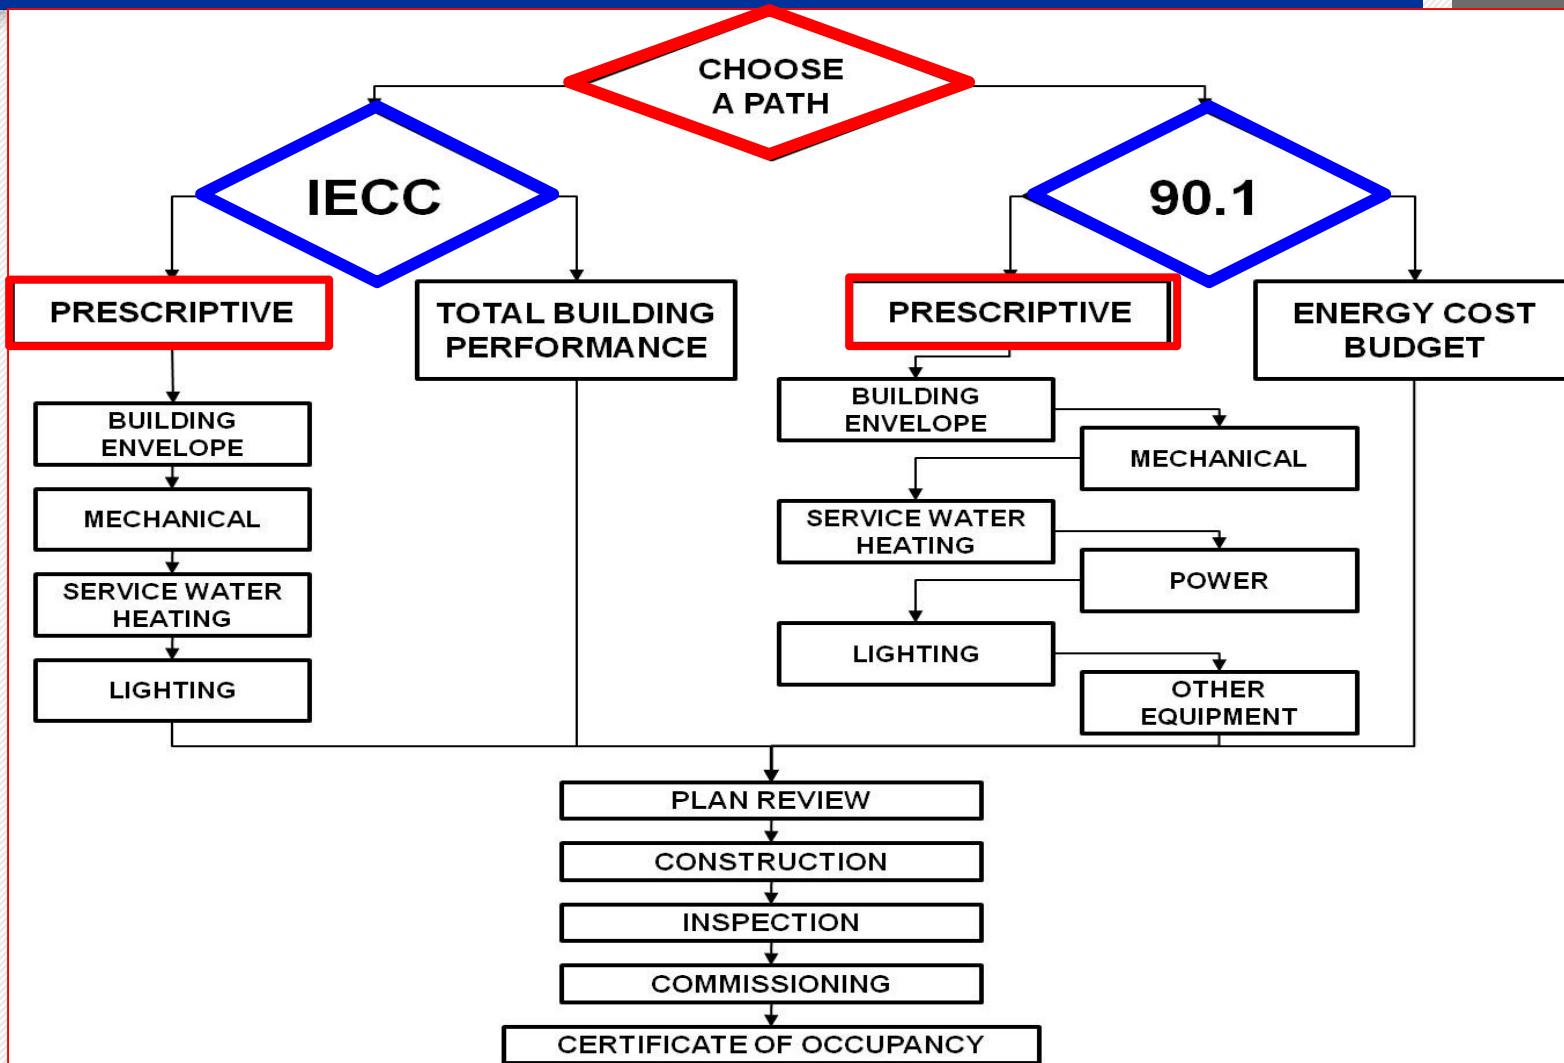 CHOOSE
A PATH
IECC
90.1
PRESCRIPTIVE
TOTAL BUILDING
PERFORMANCE
PRESCRIPTIVE
ENERGY COST
BUDGET
BUILDING
ENVELOPE
MECHANICAL
SERVICE WATER
HEATING
LIGHTING
BUILDING
ENVELOPE
MECHANICAL
SERVICE WATER
HEATING
POWER
LIGHTING
OTHER
EQUIPMENT
PLAN REVIEW
CONSTRUCTION
INSPECTION
COMMISSIONING
CERTIFICATE OF OCCUPANCY